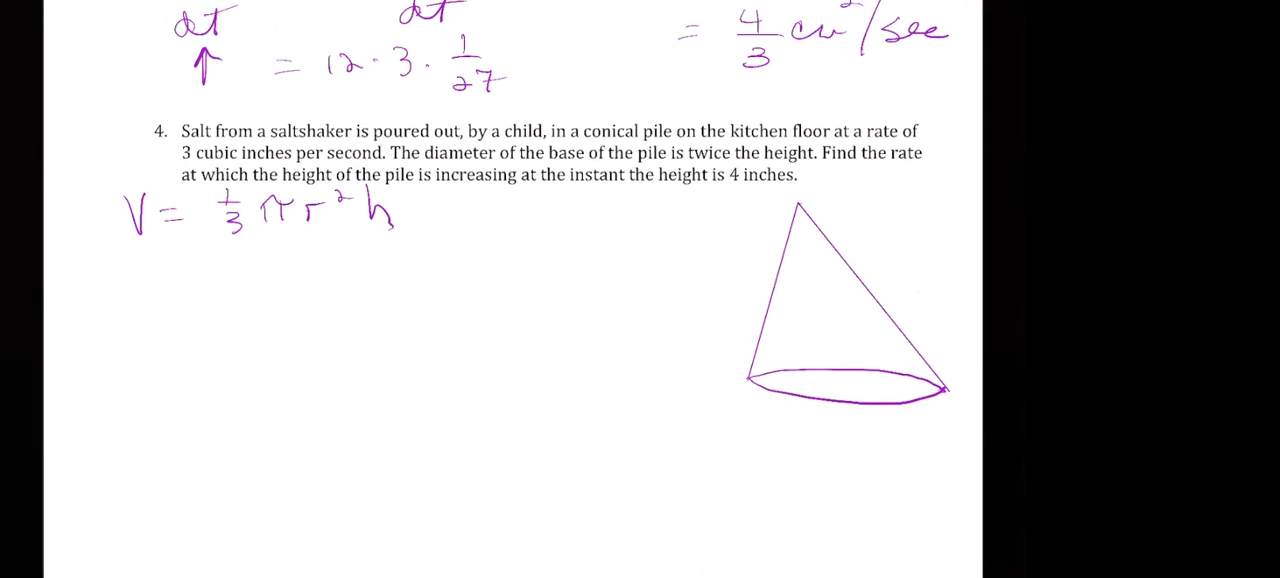 dt dt
↑ = 12 · 3 · 1/27
= 4/3 cm²/sec
4. Salt from a saltshaker is poured out, by a child, in a conical pile on the kitchen floor at a rate of
3 cubic inches per second. The diameter of the base of the pile is twice the height. Find the rate
at which the height of the pile is increasing at the instant the height is 4 inches.
V = 1/3 πr²h